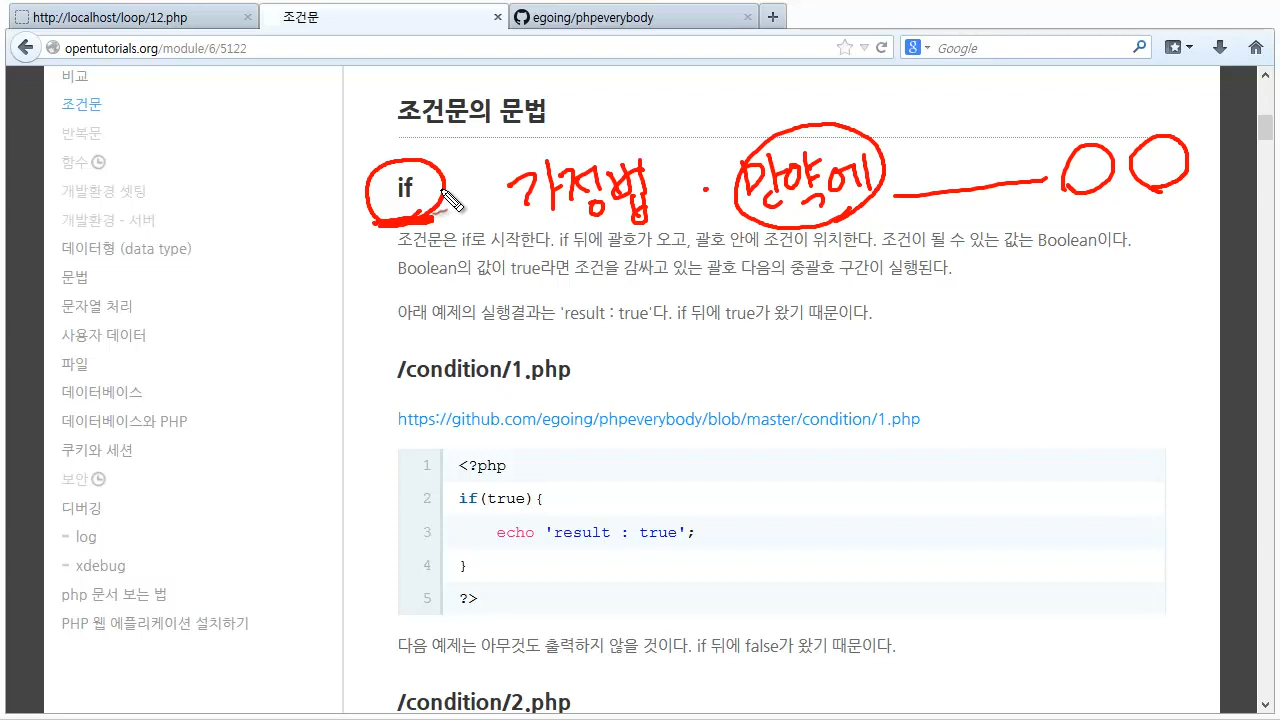 http://localhost/loop/12.php
조건문
egoing/phpeverybody
opentutorials.org/module/6/5122
Google
비교
조건문
반복문
함수
개발환경 셋팅
개발환경 - 서버
데이터형 (data type)
문법
문자열 처리
사용자 데이터
파일
데이터베이스
데이터베이스와 PHP
쿠키와 세션
보안
디버깅
- log
- xdebug
php 문서 보는 법
PHP 웹 애플리케이션 설치하기
조건문의 문법
if 가정법 · 만약에
조건문은 if로 시작한다. if 뒤에 괄호가 오고, 괄호 안에 조건이 위치한다. 조건이 될 수 있는 값는 Boolean이다.
Boolean의 값이 true라면 조건을 감싸고 있는 괄호 다음의 중괄호 구간이 실행된다.
아래 예제의 실행결과는 'result : true'다. if 뒤에 true가 왔기 때문이다.
/condition/1.php
https://github.com/egoing/phpeverybody/blob/master/condition/1.php
1 <?php
2 if(true){
3 echo 'result : true';
4 }
5 ?>
다음 예제는 아무것도 출력하지 않을 것이다. if 뒤에 false가 왔기 때문이다.
/condition/2.php